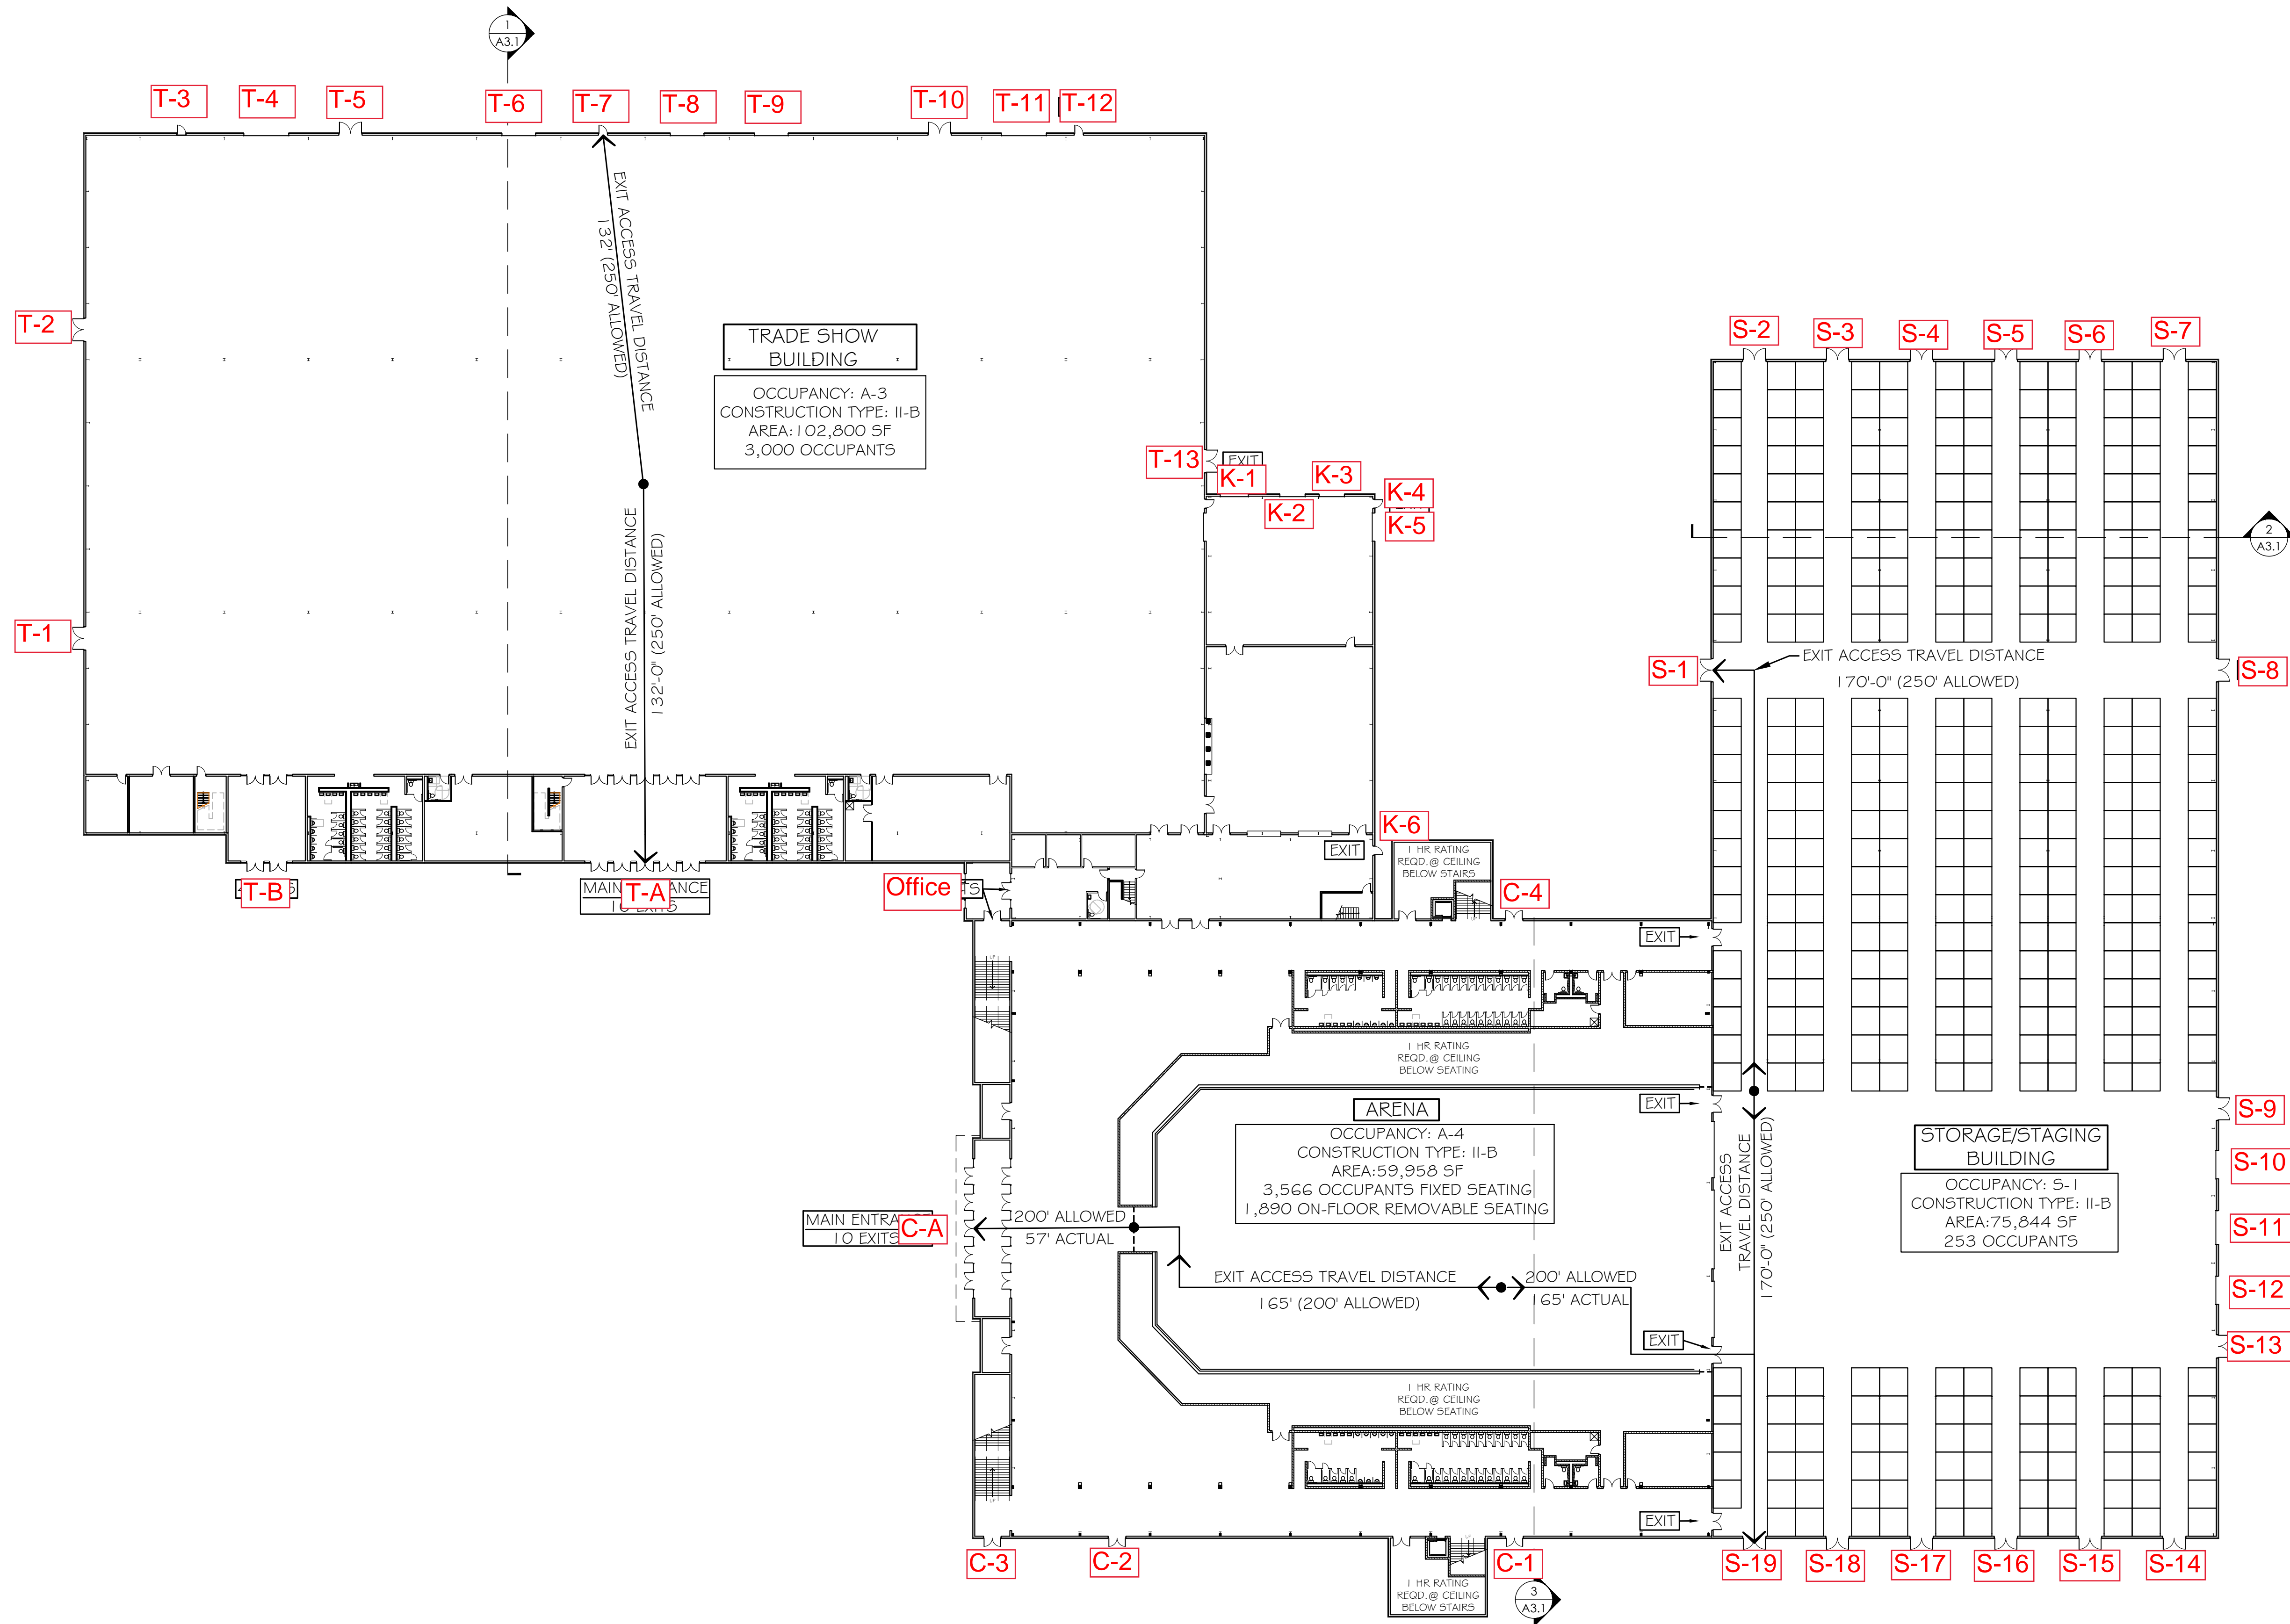 1
A3.1
T-3
T-4
T-5
T-6
T-7
T-8
T-9
T-10
T-11
T-12
EXIT ACCESS TRAVEL DISTANCE
132' (250' ALLOWED)
T-2
TRADE SHOW
BUILDING
OCCUPANCY: A-3
CONSTRUCTION TYPE: II-B
AREA:102,800 SF
3,000 OCCUPANTS
T-13
EXIT
K-1
K-2
K-3
K-4
K-5
EXIT ACCESS TRAVEL DISTANCE
132'-0" (250' ALLOWED)
T-1
S-2
S-3
S-4
S-5
S-6
S-7
2
A3.1
S-1
EXIT ACCESS TRAVEL DISTANCE
170'-0" (250' ALLOWED)
S-8
K-6
EXIT
1 HR RATING
REQD.@ CEILING
BELOW STAIRS
T-B
MAIN
T-A
10 EXITS
Office
C-4
EXIT
UP
1 HR RATING
REQD.@ CEILING
BELOW SEATING
EXIT
ARENA
OCCUPANCY: A-4
CONSTRUCTION TYPE: II-B
AREA:59,958 SF
3,566 OCCUPANTS FIXED SEATING
1,890 ON-FLOOR REMOVABLE SEATING
EXIT ACCESS
TRAVEL DISTANCE
170'-0" (250' ALLOWED)
STORAGE/STAGING
BUILDING
OCCUPANCY: S-1
CONSTRUCTION TYPE: II-B
AREA:75,844 SF
253 OCCUPANTS
S-9
S-10
S-11
S-12
S-13
MAIN
10 EXITS
C-A
200' ALLOWED
57' ACTUAL
EXIT ACCESS TRAVEL DISTANCE
165' (200' ALLOWED)
200' ALLOWED
165' ACTUAL
EXIT
1 HR RATING
REQD.@ CEILING
BELOW SEATING
UP
EXIT
UP
C-3
C-2
C-1
1 HR RATING
REQD.@ CEILING
BELOW STAIRS
3
A3.1
S-19
S-18
S-17
S-16
S-15
S-14